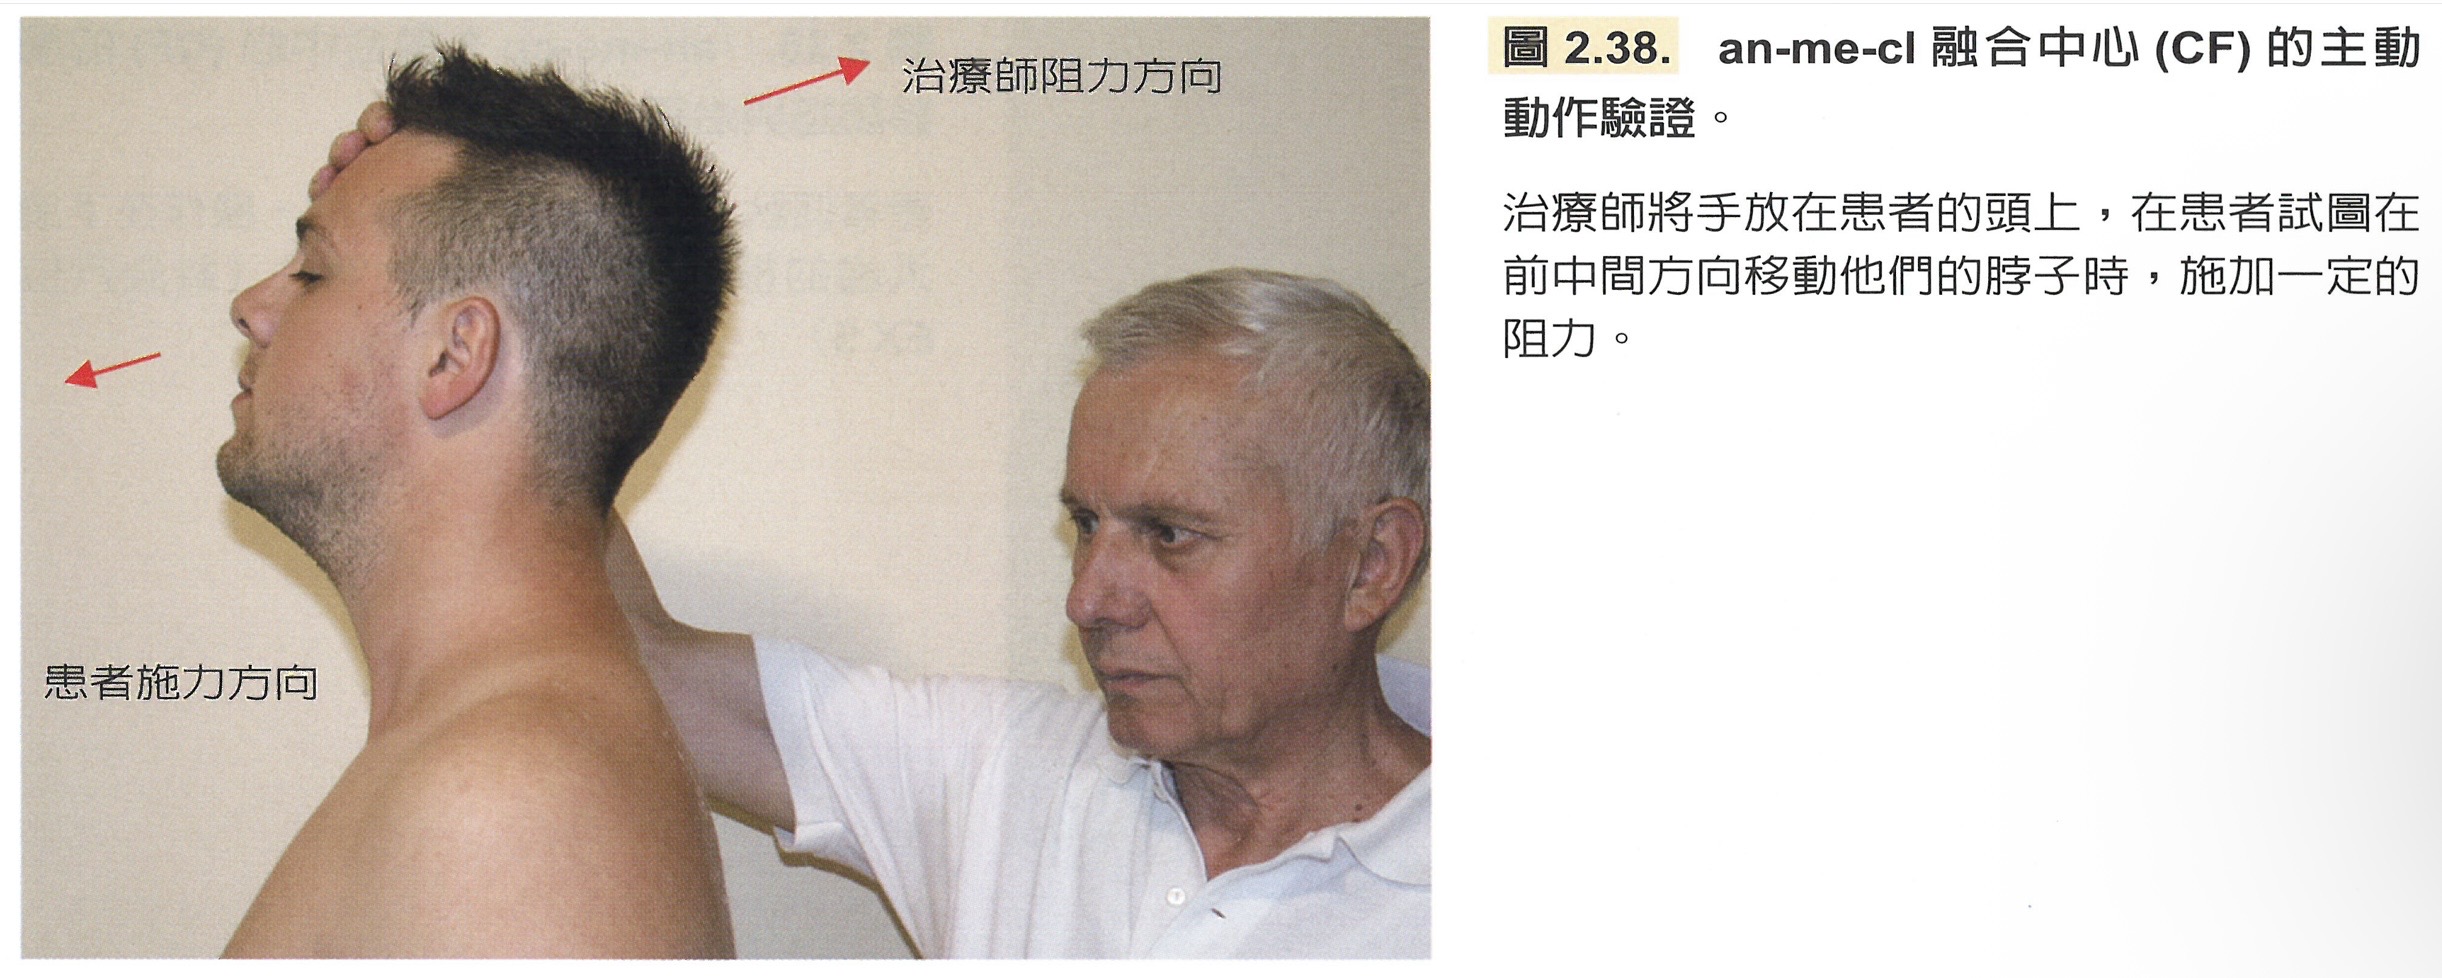 治療師阻力方向
患者施力方向
圖 2.38. an-me-cl 融合中心 (CF) 的主動
動作驗證。
治療師將手放在患者的頭上，在患者試圖在
前中間方向移動他們的脖子時，施加一定的
阻力。